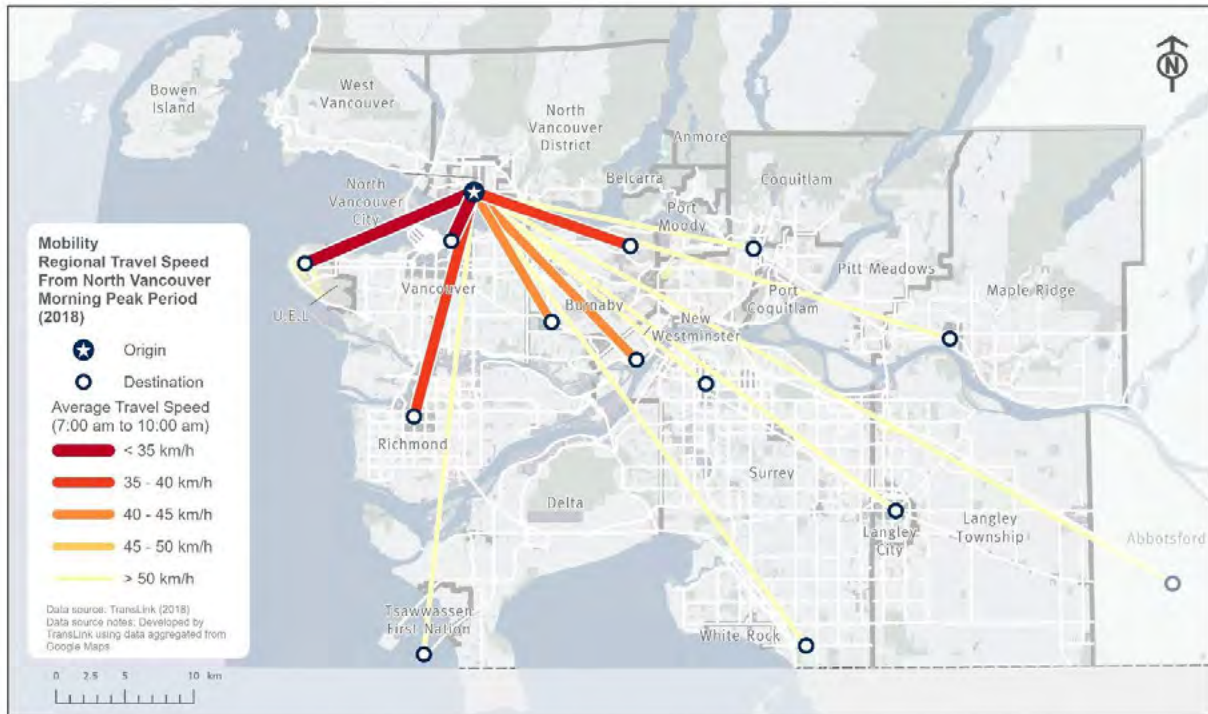 Bowen
Island
West
Vancouver
North
Vancouver
District
Anmore
Belcarra
Coquitlam
North
Vancouver
City
Port
Moody
Pitt Meadows
Maple Ridge
Port
Coquitlam
Vancouver
Burnaby
New
Westminster
U.E.L
Richmond
Surrey
Delta
Langley
City
Langley
Township
Abbotsford
Tsawwassen
First Nation
White Rock
N
Mobility
Regional Travel Speed
From North Vancouver
Morning Peak Period
(2018)
Origin
Destination
Average Travel Speed
(7:00 am to 10:00 am)
< 35 km/h
35 - 40 km/h
40 - 45 km/h
45 - 50 km/h
> 50 km/h
Data source: TransLink (2018)
Data source notes: Developed by
TransLink using data aggregated from
Google Maps
0 2.5 5 10 km